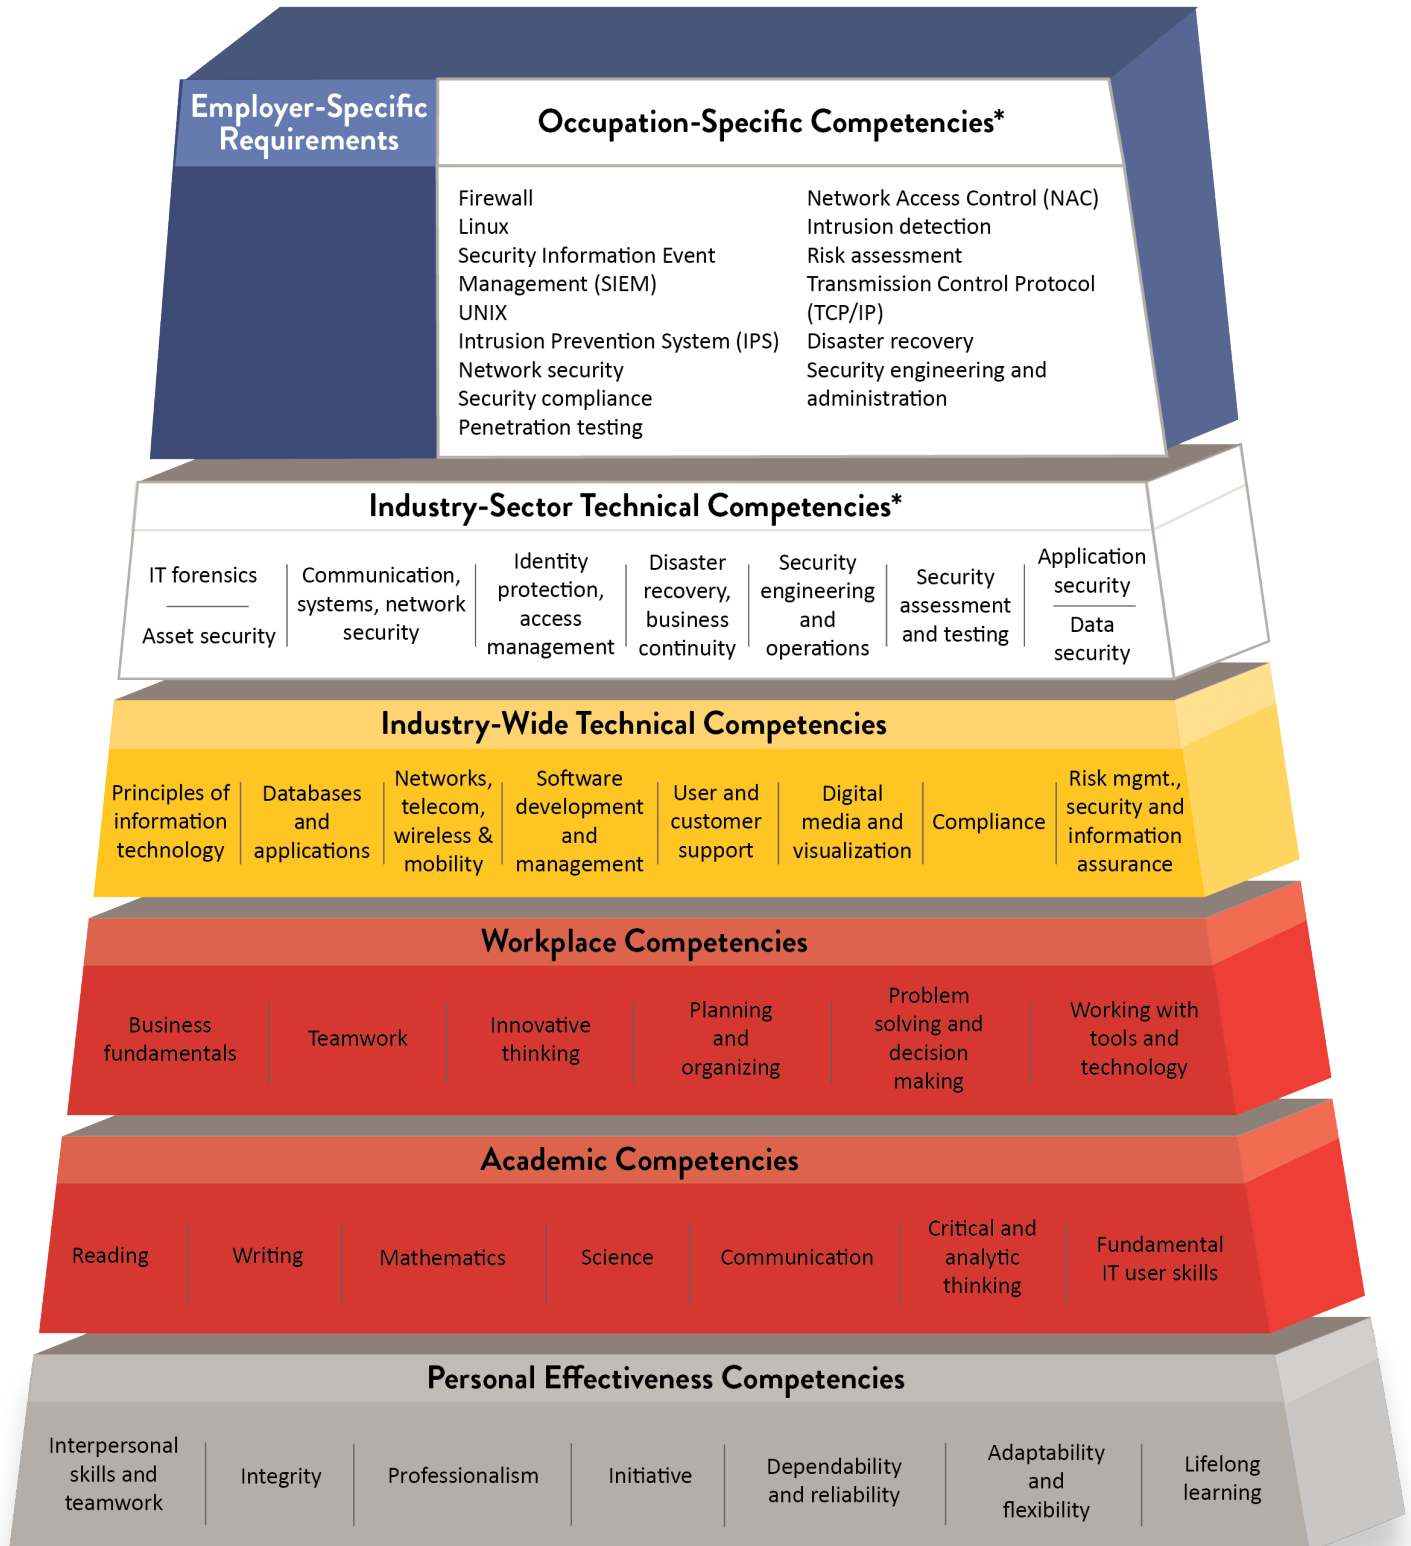 Employer-Specific
Requirements
Occupation-Specific Competencies*
Firewall
Linux
Security Information Event
Management (SIEM)
UNIX
Intrusion Prevention System (IPS)
Network security
Security compliance
Penetration testing
Network Access Control (NAC)
Intrusion detection
Risk assessment
Transmission Control Protocol
(TCP/IP)
Disaster recovery
Security engineering and
administration
Industry-Sector Technical Competencies*
IT forensics
Asset security
Communication,
systems, network
security
Identity
protection,
access
management
Disaster
recovery,
business
continuity
Security
engineering
and
operations
Security
assessment
and testing
Application
security
Data
security
Industry-Wide Technical Competencies
Principles of
information
technology
Databases
and
applications
Networks,
telecom,
wireless &
mobility
Software
development
and
management
User and
customer
support
Digital
media and
visualization
Compliance
Risk mgmt.,
security and
information
assurance
Workplace Competencies
Business
fundamentals
Teamwork
Innovative
thinking
Planning
and
organizing
Problem
solving and
decision
making
Working with
tools and
technology
Academic Competencies
Reading
Writing
Mathematics
Science
Communication
Critical and
analytic
thinking
Fundamental
IT user skills
Personal Effectiveness Competencies
Interpersonal
skills and
teamwork
Integrity
Professionalism
Initiative
Dependability
and reliability
Adaptability
and
flexibility
Lifelong
learning